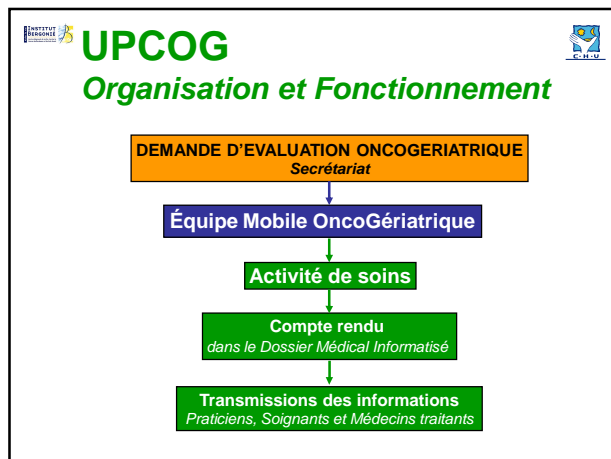 INSTITUT
BERGONIÉ
UPCOG
C-H-U
Organisation et Fonctionnement
DEMANDE D'EVALUATION ONCOGERIATRIQUE
Secrétariat
Équipe Mobile OncoGériatrique
Activité de soins
Compte rendu
dans le Dossier Médical Informatisé
Transmissions des informations
Praticiens, Soignants et Médecins traitants